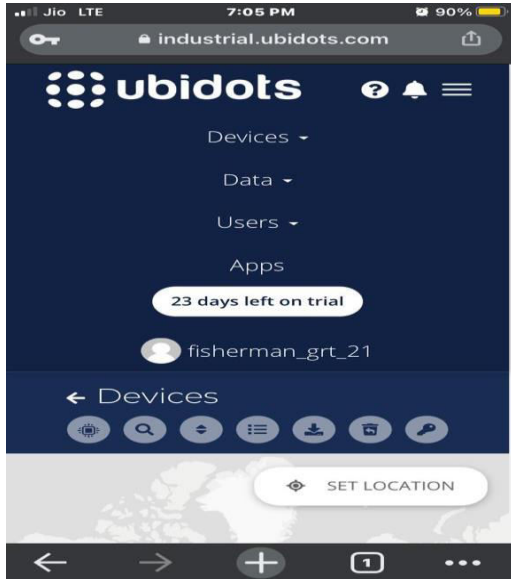 Jio LTE 7:05 PM 90%
industrial.ubidots.com
ubidots ?
Devices
Data
Users
Apps
23 days left on trial
fisherman_grt_21
Devices
SET LOCATION
1